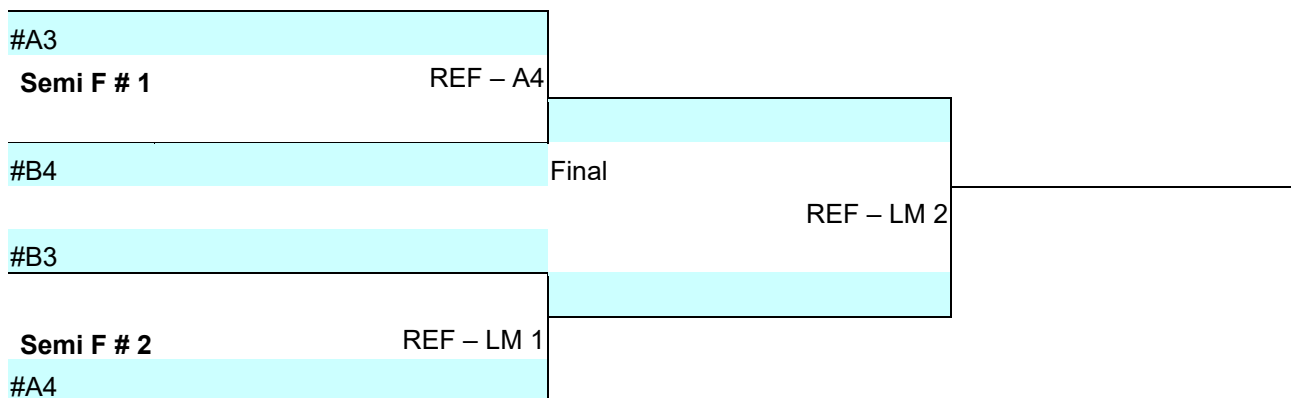 #A3
Semi F # 1 REF – A4
#B4 Final
REF – LM 2
#B3
Semi F # 2 REF – LM 1
#A4